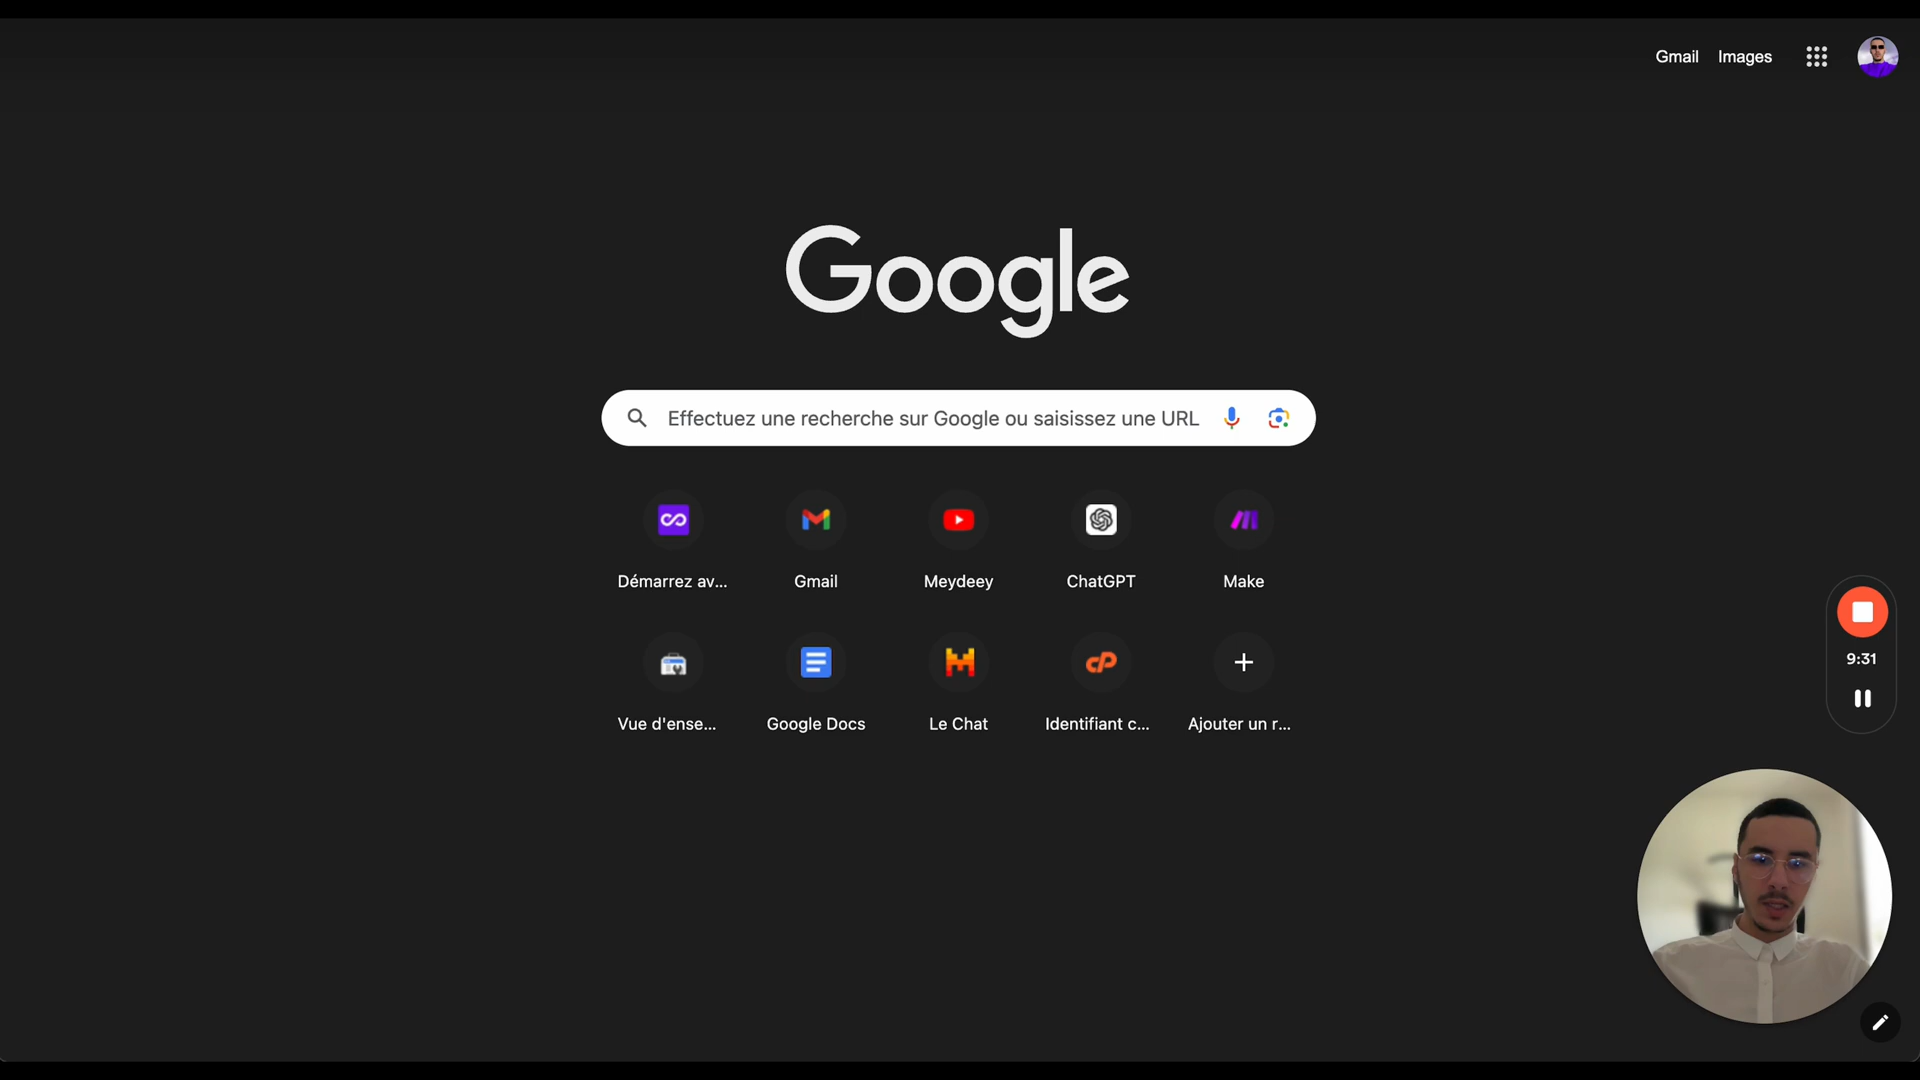 Gmail Images
Google
Effectuez une recherche sur Google ou saisissez une URL
Démarrez av...
Gmail
Meydeey
ChatGPT
Make
Vue d'ense...
Google Docs
Le Chat
Identifiant c...
Ajouter un r...
9:31